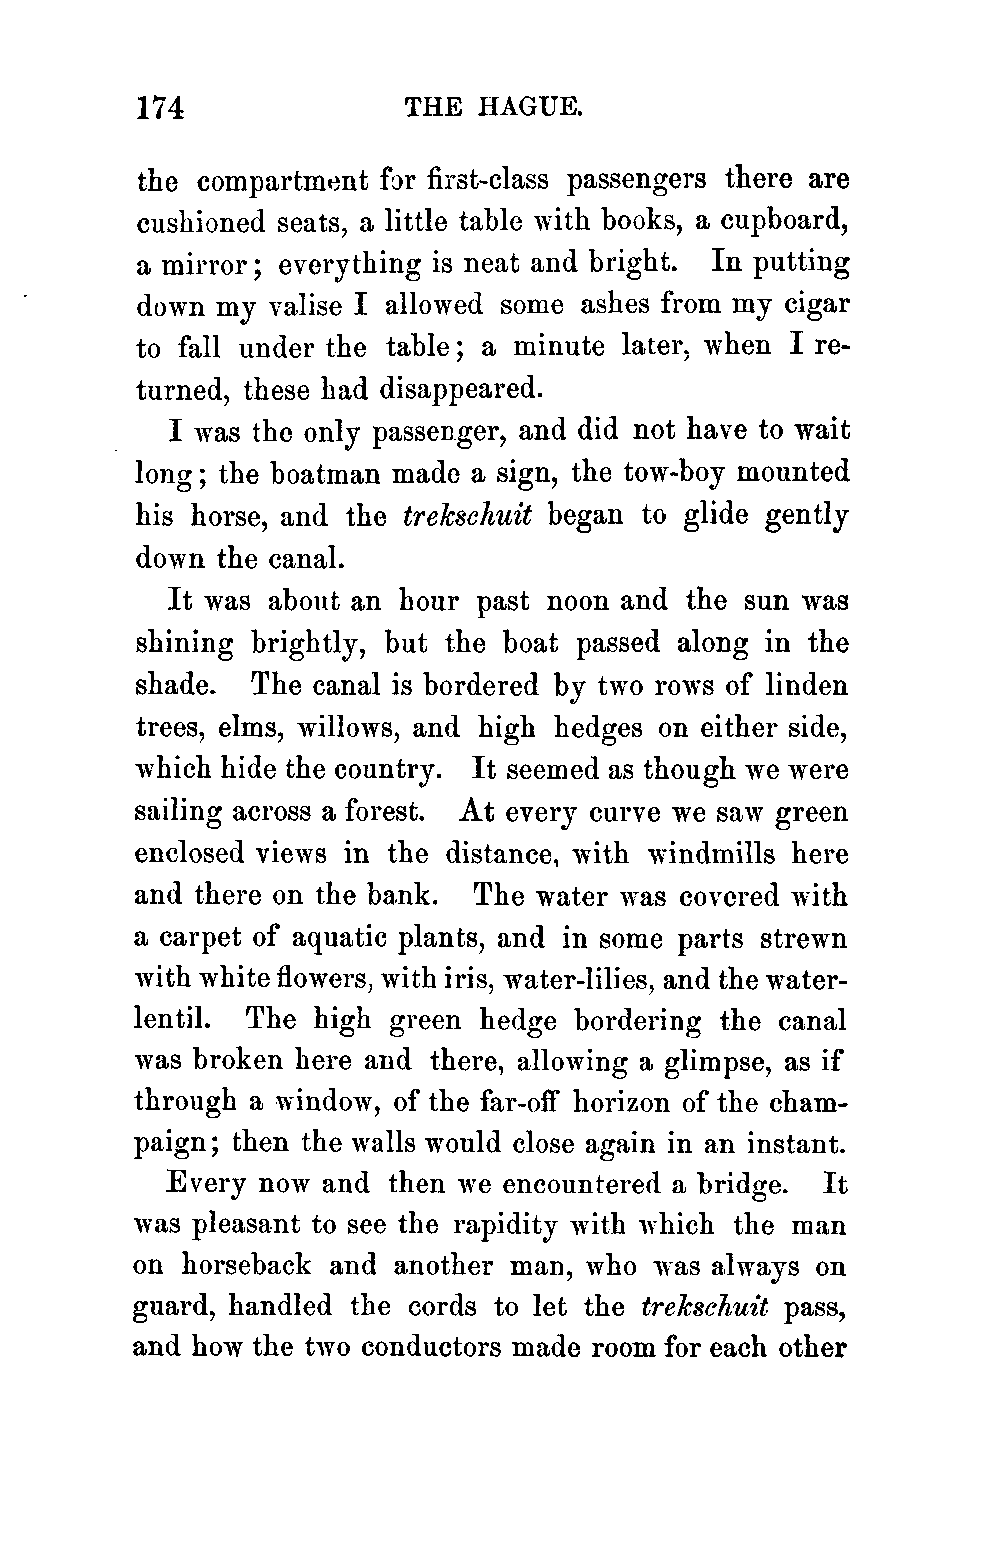 174 THE HAGUE.
the compartment for first-class passengers there are
cushioned seats, a little table with books, a cupboard,
a mirror; everything is neat and bright. In putting
down my valise I allowed some ashes from my cigar
to fall under the table; a minute later, when I re-
turned, these had disappeared.
I was the only passenger, and did not have to wait
long; the boatman made a sign, the tow-boy mounted
his horse, and the trekschuit began to glide gently
down the canal.
It was about an hour past noon and the sun was
shining brightly, but the boat passed along in the
shade. The canal is bordered by two rows of linden
trees, elms, willows, and high hedges on either side,
which hide the country. It seemed as though we were
sailing across a forest. At every curve we saw green
enclosed views in the distance, with windmills here
and there on the bank. The water was covered with
a carpet of aquatic plants, and in some parts strewn
with white flowers, with iris, water-lilies, and the water-
lentil. The high green hedge bordering the canal
was broken here and there, allowing a glimpse, as if
through a window, of the far-off horizon of the cham-
paign; then the walls would close again in an instant.
Every now and then we encountered a bridge. It
was pleasant to see the rapidity with which the man
on horseback and another man, who was always on
guard, handled the cords to let the trekschuit pass,
and how the two conductors made room for each other